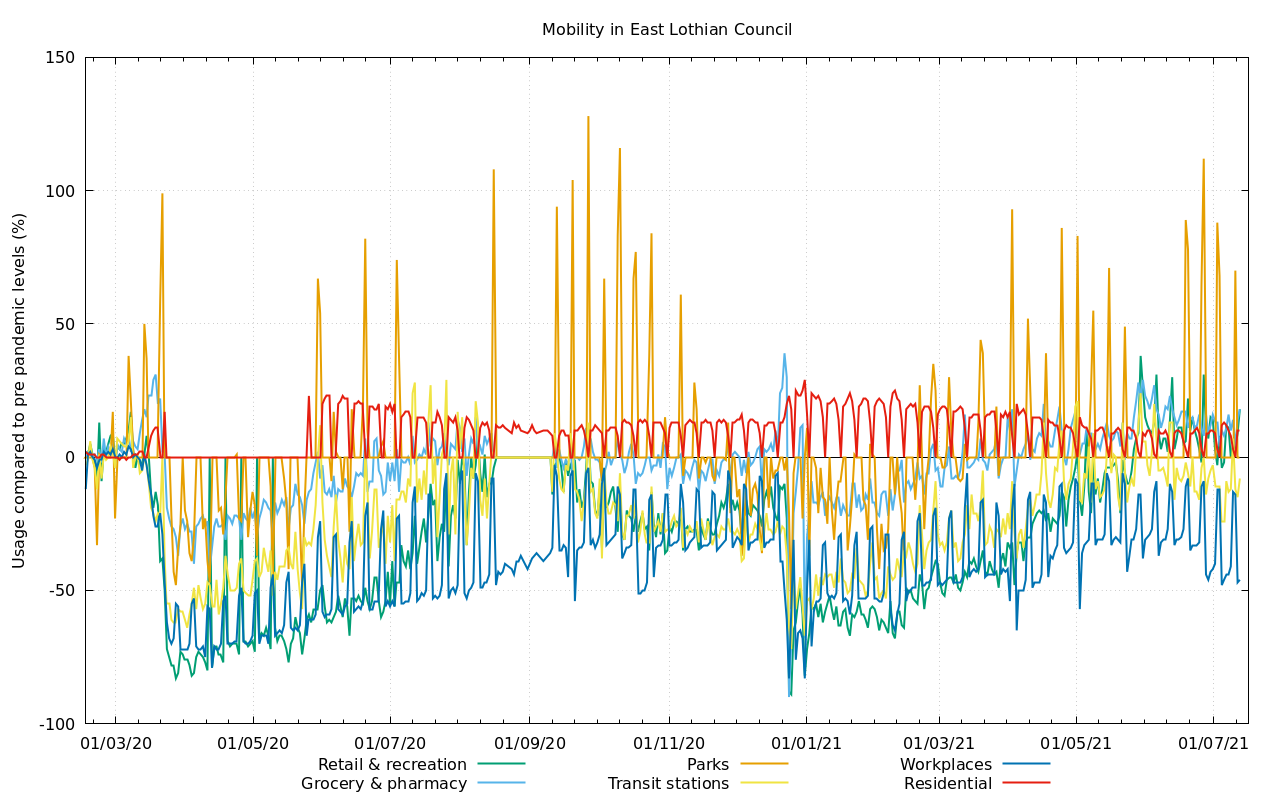 Mobility in East Lothian Council
Usage compared to pre pandemic levels (%)
150
100
50
0
-50
-100
01/03/20 01/05/20 01/07/20 01/09/20 01/11/20 01/01/21 01/03/21 01/05/21 01/07/21
Retail & recreation Parks Workplaces
Grocery & pharmacy Transit stations Residential